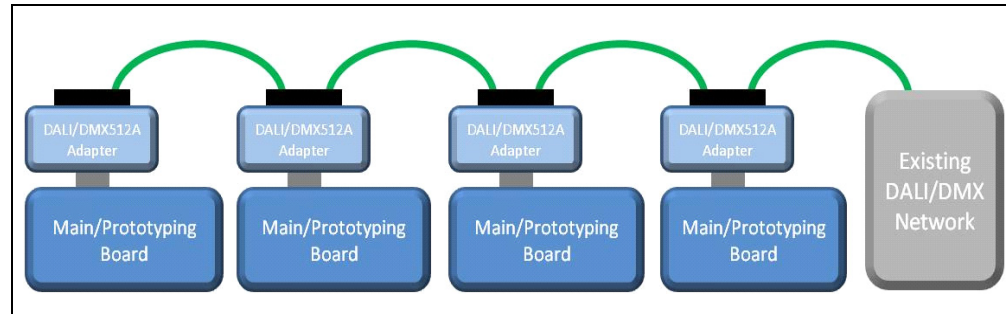 DALI/DMX512A
Adapter
DALI/DMX512A
Adapter
DALI/DMX512A
Adapter
DALI/DMX512A
Adapter
Main/Prototyping
Board
Main/Prototyping
Board
Main/Prototyping
Board
Main/Prototyping
Board
Existing
DALI/DMX
Network